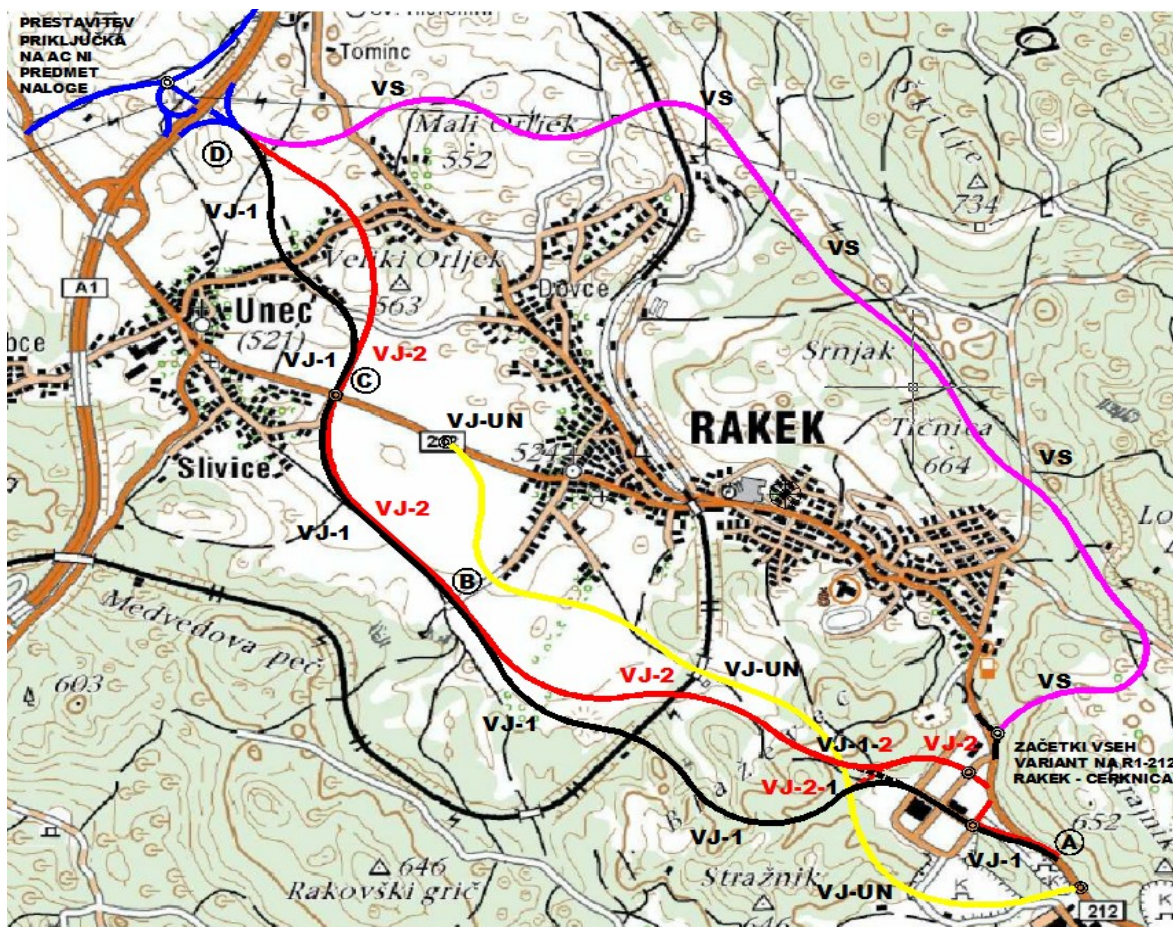 PRESTAVITEV
PRIKLJUČKA
NA AC NI
PREDMET
NALOGE
Tominc
VS
VS
Mali Orljek
552
Škilje
734
D
VJ-1
Veliki Orljek
563
A1
Unec
(521)
Dovce
VS
VJ-1
VJ-2
Srnjak
C
VJ-UN
RAKEK
Tičnica
664
524
Slivice
VS
VJ-2
VJ-1
B
Medvedova peč
603
VJ-2
VJ-UN
VS
VJ-1
VJ-1-2
VJ-2
ZAČETKI VSEH
VARIANT NA R1-212
RAKEK - CERKNICA
VJ-2-1
652
A
VJ-1
VJ-1
646
Rakovški grič
Stražnik
VJ-UN
K
K
212